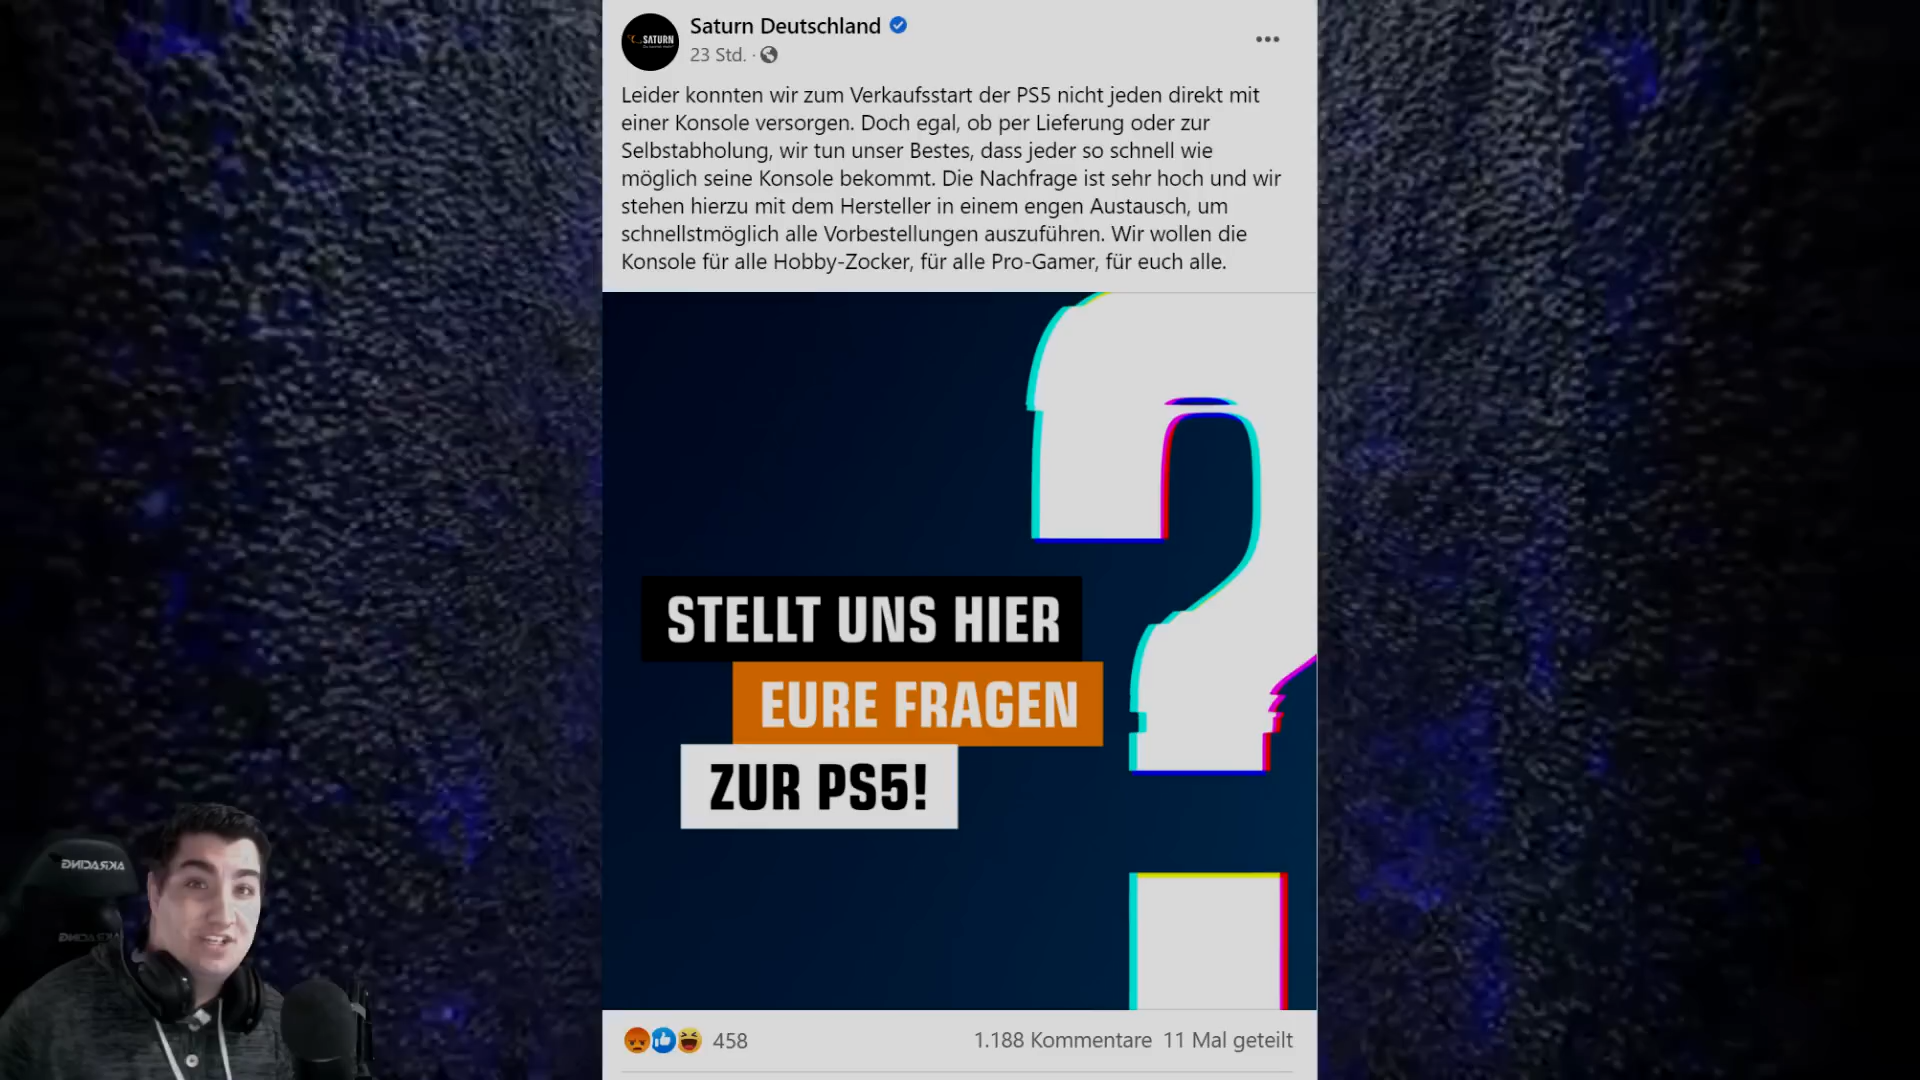 SATURN
Saturn Deutschland
23 Std. ·
Leider konnten wir zum Verkaufsstart der PS5 nicht jeden direkt mit
einer Konsole versorgen. Doch egal, ob per Lieferung oder zur
Selbstabholung, wir tun unser Bestes, dass jeder so schnell wie
möglich seine Konsole bekommt. Die Nachfrage ist sehr hoch und wir
stehen hierzu mit dem Hersteller in einem engen Austausch, um
schnellstmöglich alle Vorbestellungen auszuführen. Wir wollen die
Konsole für alle Hobby-Zocker, für alle Pro-Gamer, für euch alle.
?
STELLT UNS HIER
EURE FRAGEN
ZUR PS5!
AKRACING
AKRACING
458
1.188 Kommentare 11 Mal geteilt